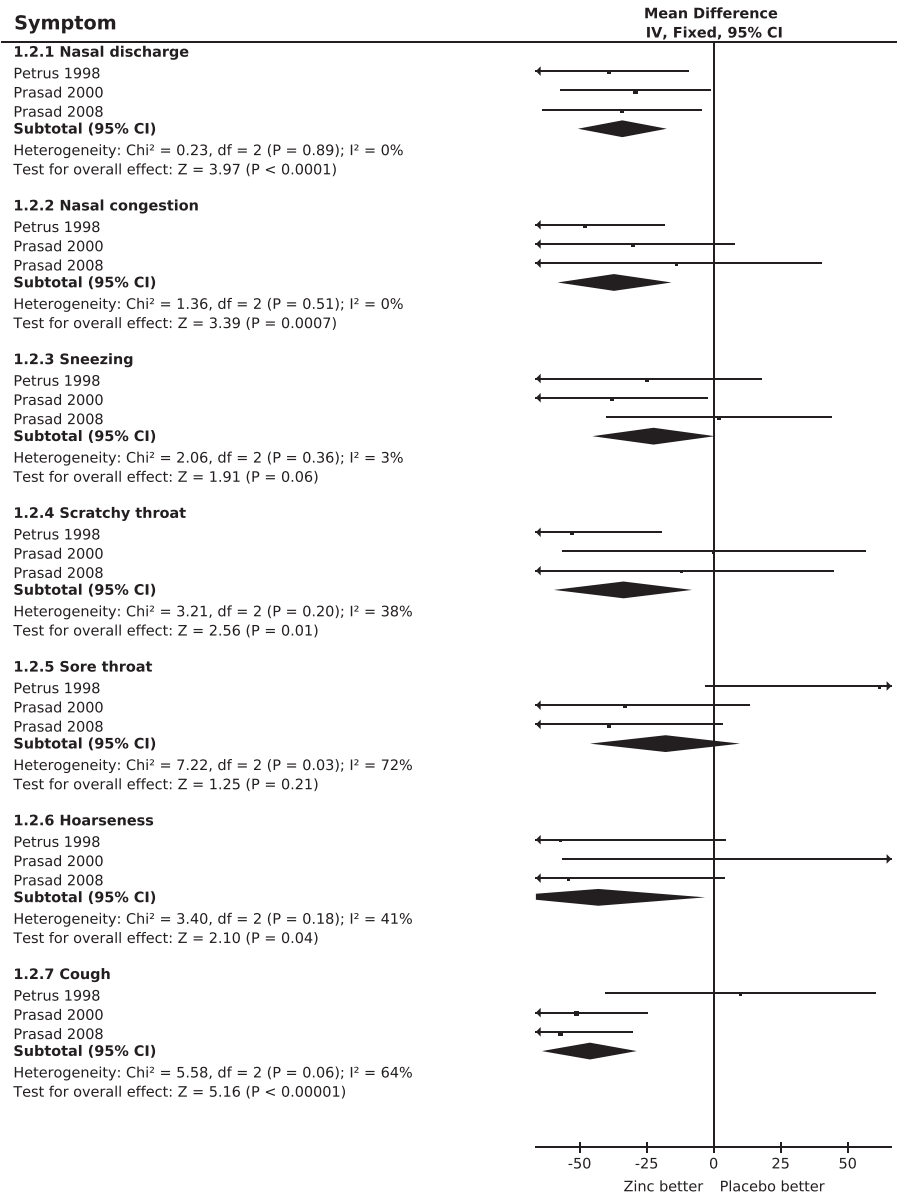 Symptom
Mean Difference
IV, Fixed, 95% CI
1.2.1 Nasal discharge
Petrus 1998
Prasad 2000
Prasad 2008
Subtotal (95% CI)
Heterogeneity: Chi² = 0.23, df = 2 (P = 0.89); I² = 0%
Test for overall effect: Z = 3.97 (P < 0.0001)
1.2.2 Nasal congestion
Petrus 1998
Prasad 2000
Prasad 2008
Subtotal (95% CI)
Heterogeneity: Chi² = 1.36, df = 2 (P = 0.51); I² = 0%
Test for overall effect: Z = 3.39 (P = 0.0007)
1.2.3 Sneezing
Petrus 1998
Prasad 2000
Prasad 2008
Subtotal (95% CI)
Heterogeneity: Chi² = 2.06, df = 2 (P = 0.36); I² = 3%
Test for overall effect: Z = 1.91 (P = 0.06)
1.2.4 Scratchy throat
Petrus 1998
Prasad 2000
Prasad 2008
Subtotal (95% CI)
Heterogeneity: Chi² = 3.21, df = 2 (P = 0.20); I² = 38%
Test for overall effect: Z = 2.56 (P = 0.01)
1.2.5 Sore throat
Petrus 1998
Prasad 2000
Prasad 2008
Subtotal (95% CI)
Heterogeneity: Chi² = 7.22, df = 2 (P = 0.03); I² = 72%
Test for overall effect: Z = 1.25 (P = 0.21)
1.2.6 Hoarseness
Petrus 1998
Prasad 2000
Prasad 2008
Subtotal (95% CI)
Heterogeneity: Chi² = 3.40, df = 2 (P = 0.18); I² = 41%
Test for overall effect: Z = 2.10 (P = 0.04)
1.2.7 Cough
Petrus 1998
Prasad 2000
Prasad 2008
Subtotal (95% CI)
Heterogeneity: Chi² = 5.58, df = 2 (P = 0.06); I² = 64%
Test for overall effect: Z = 5.16 (P < 0.00001)
-50 -25 0 25 50
Zinc better Placebo better